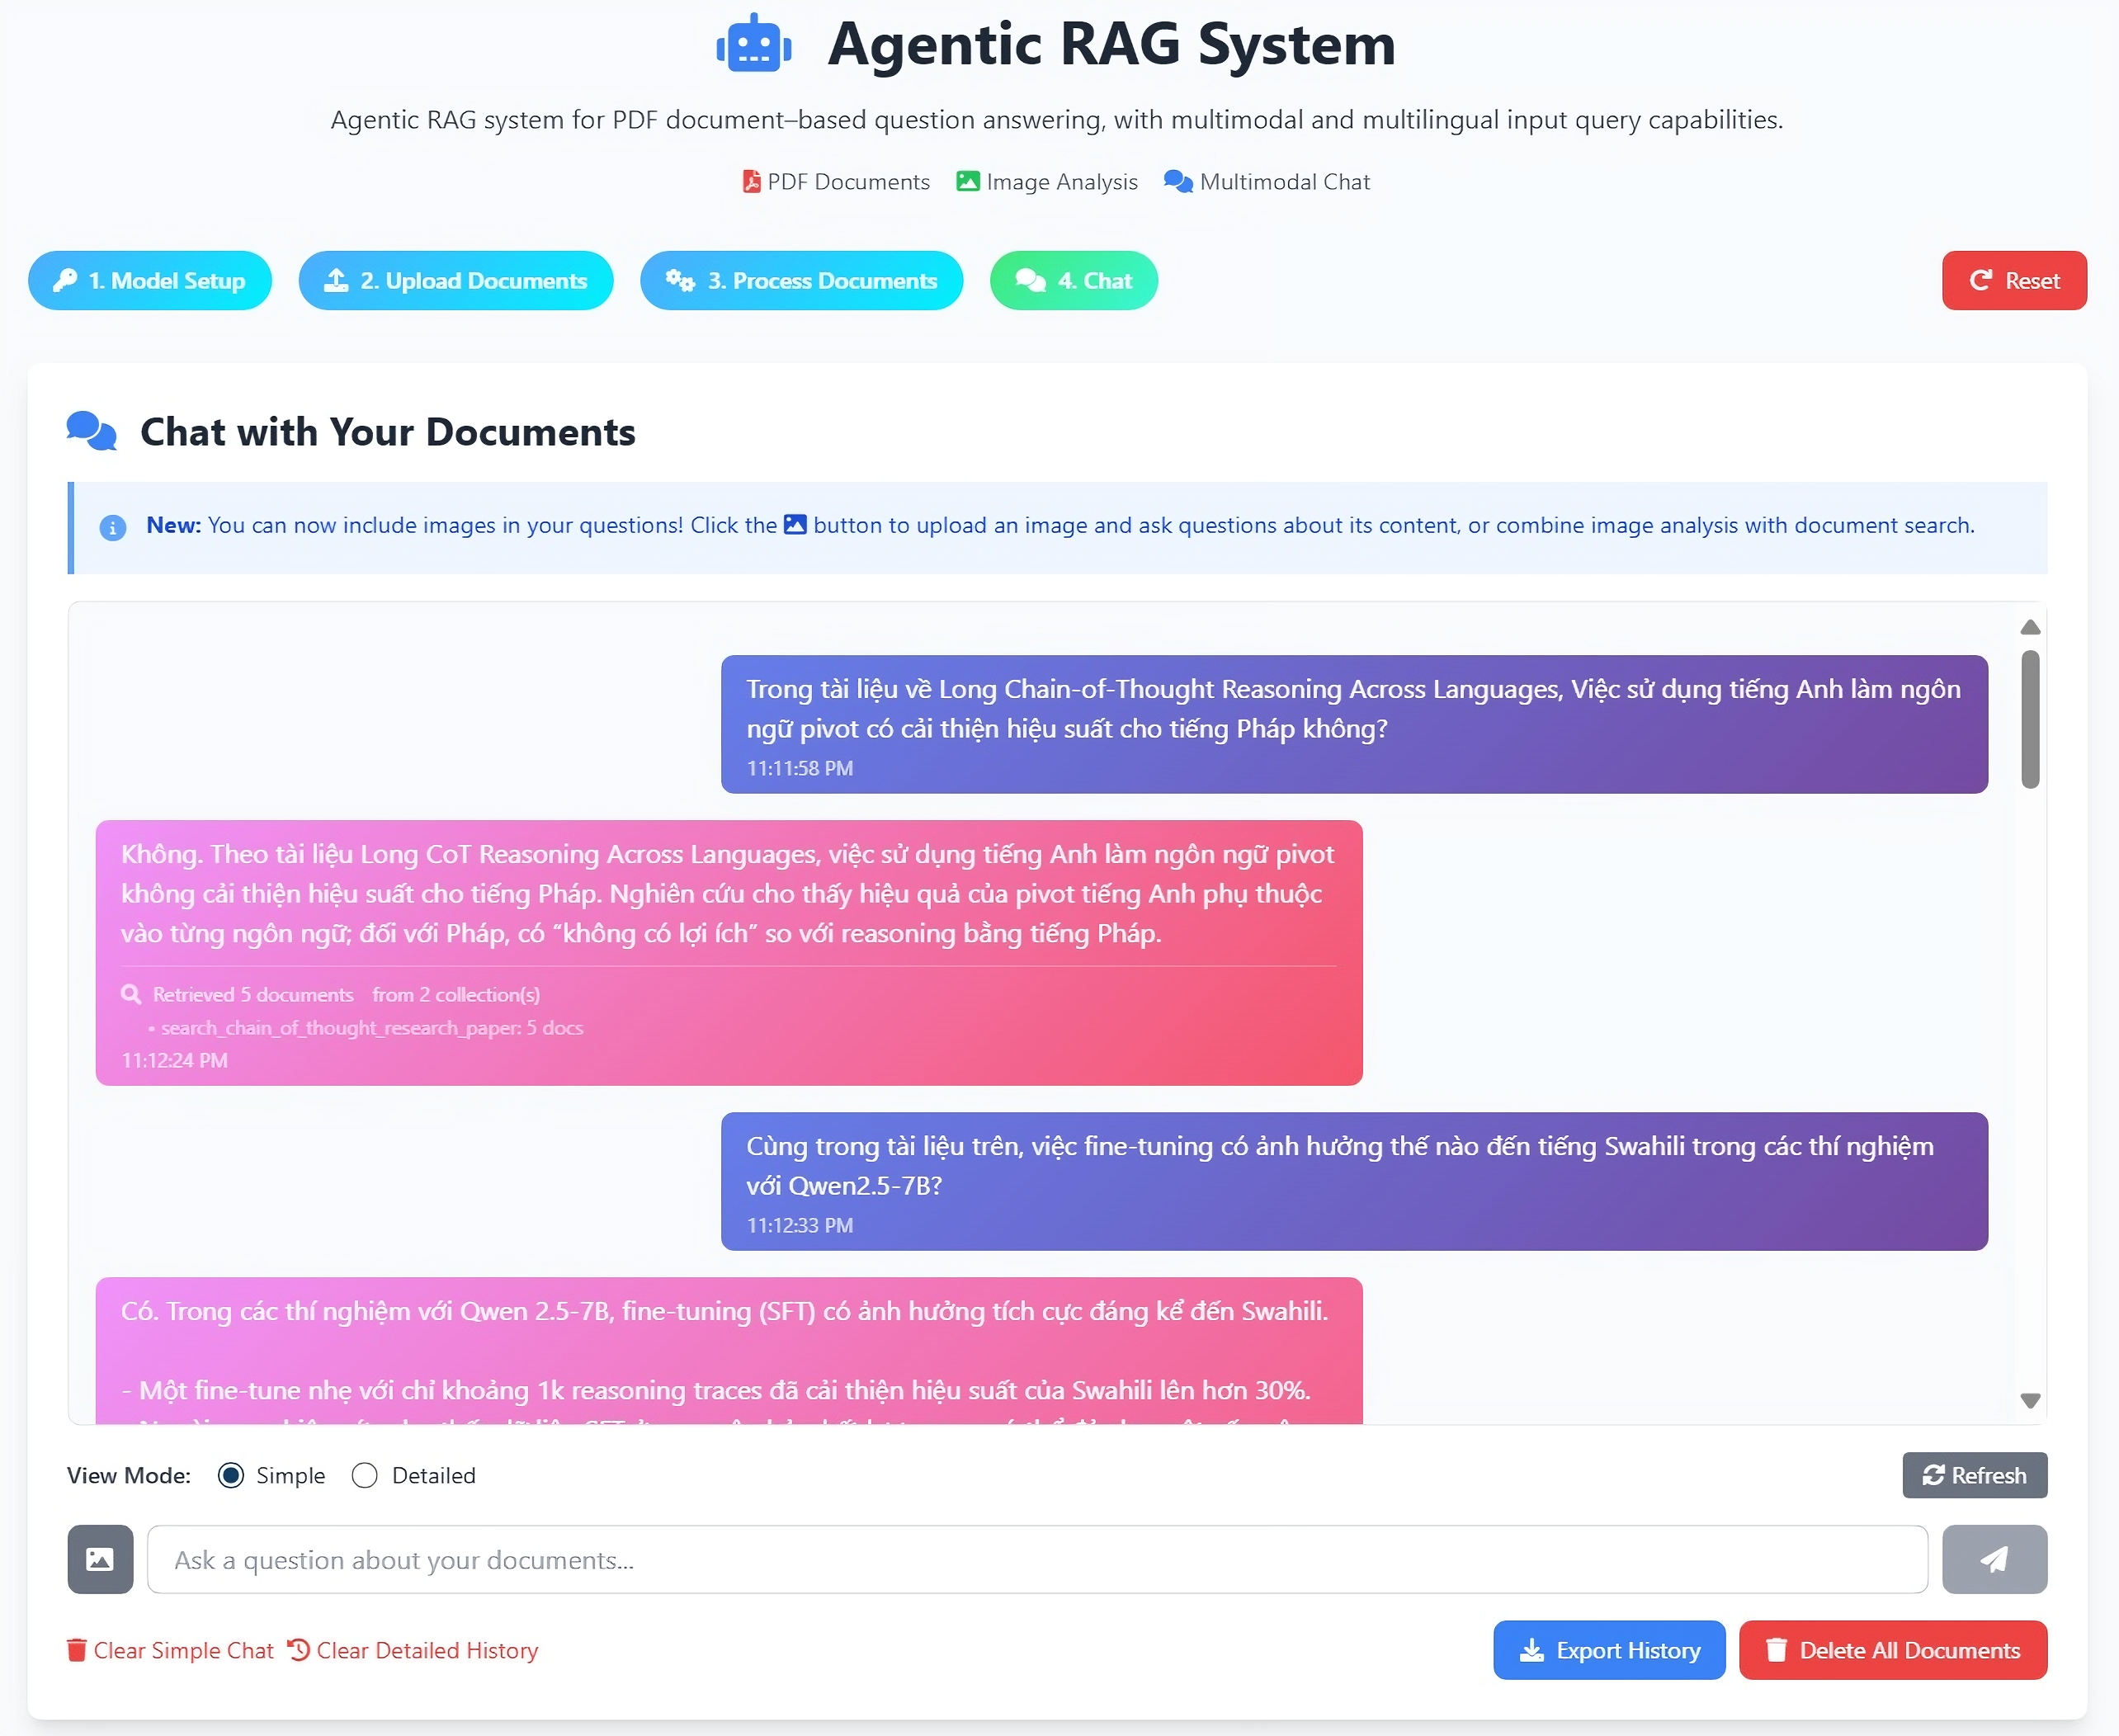 Agentic RAG System
Agentic RAG system for PDF document–based question answering, with multimodal and multilingual input query capabilities.
PDF Documents Image Analysis Multimodal Chat
1. Model Setup 2. Upload Documents 3. Process Documents 4. Chat Reset
Chat with Your Documents
New: You can now include images in your questions! Click the button to upload an image and ask questions about its content, or combine image analysis with document search.
Trong tài liệu về Long Chain-of-Thought Reasoning Across Languages, Việc sử dụng tiếng Anh làm ngôn
ngữ pivot có cải thiện hiệu suất cho tiếng Pháp không?
11:11:58 PM
Không. Theo tài liệu Long CoT Reasoning Across Languages, việc sử dụng tiếng Anh làm ngôn ngữ pivot
không cải thiện hiệu suất cho tiếng Pháp. Nghiên cứu cho thấy hiệu quả của pivot tiếng Anh phụ thuộc
vào từng ngôn ngữ; đối với Pháp, có “không có lợi ích” so với reasoning bằng tiếng Pháp.
Retrieved 5 documents from 2 collection(s)
• search_chain_of_thought_research_paper: 5 docs
11:12:24 PM
Cùng trong tài liệu trên, việc fine-tuning có ảnh hưởng thế nào đến tiếng Swahili trong các thí nghiệm
với Qwen2.5-7B?
11:12:33 PM
Có. Trong các thí nghiệm với Qwen 2.5-7B, fine-tuning (SFT) có ảnh hưởng tích cực đáng kể đến Swahili.
- Một fine-tune nhẹ với chỉ khoảng 1k reasoning traces đã cải thiện hiệu suất của Swahili lên hơn 30%.
View Mode: Simple Detailed Refresh
Ask a question about your documents...
Clear Simple Chat Clear Detailed History Export History Delete All Documents